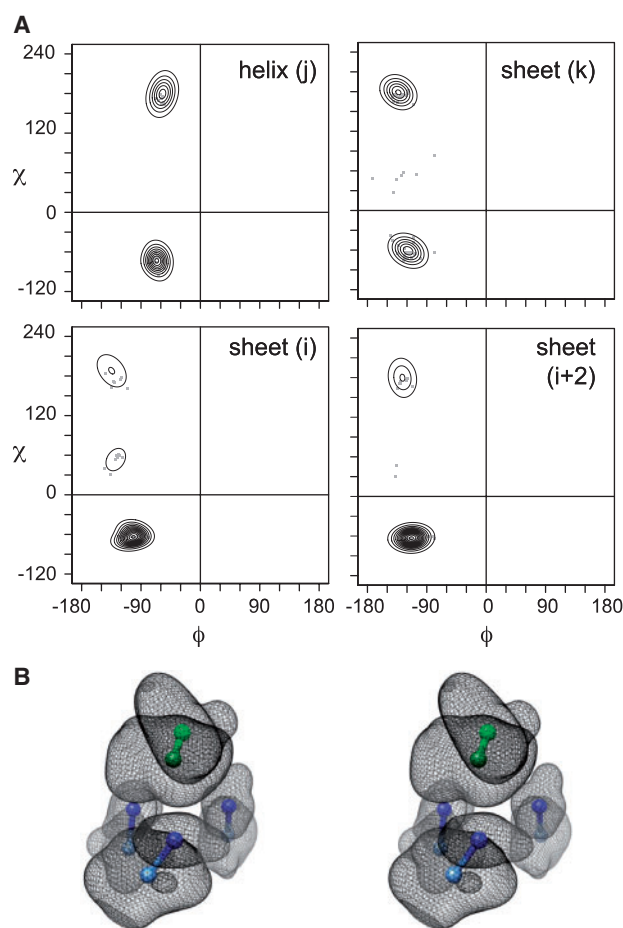 A
240
120
0
-120
χ
helix (j)
sheet (k)
240
120
0
-120
χ
sheet (i)
sheet
(i+2)
-180 -90 0 90 180
-180 -90 0 90 180
ϕ
ϕ
B